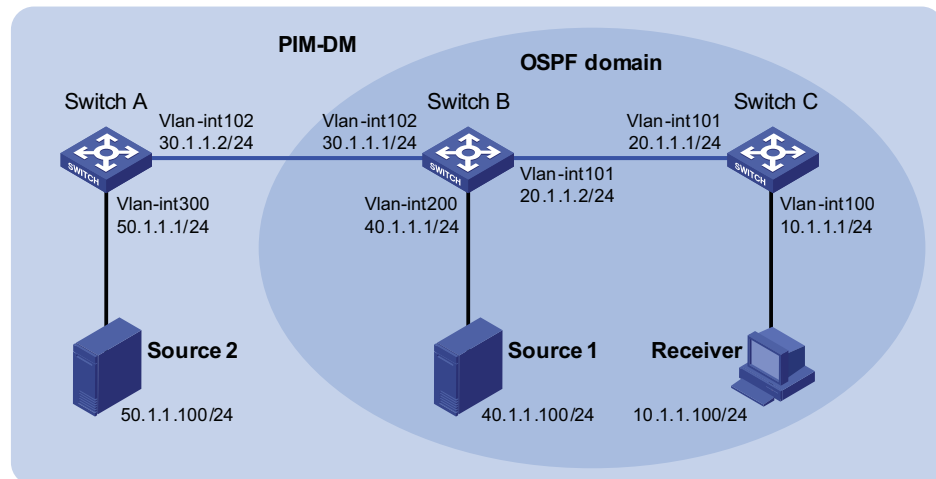 PIM-DM
OSPF domain
Switch A
Switch B
Switch C
Vlan-int102
30.1.1.2/24
Vlan-int102
30.1.1.1/24
Vlan-int101
20.1.1.1/24
SWITCH
SWITCH
SWITCH
Vlan-int101
20.1.1.2/24
Vlan-int300
50.1.1.1/24
Vlan-int200
40.1.1.1/24
Vlan-int100
10.1.1.1/24
Source 2
Source 1
Receiver
50.1.1.100/24
40.1.1.100/24
10.1.1.100/24